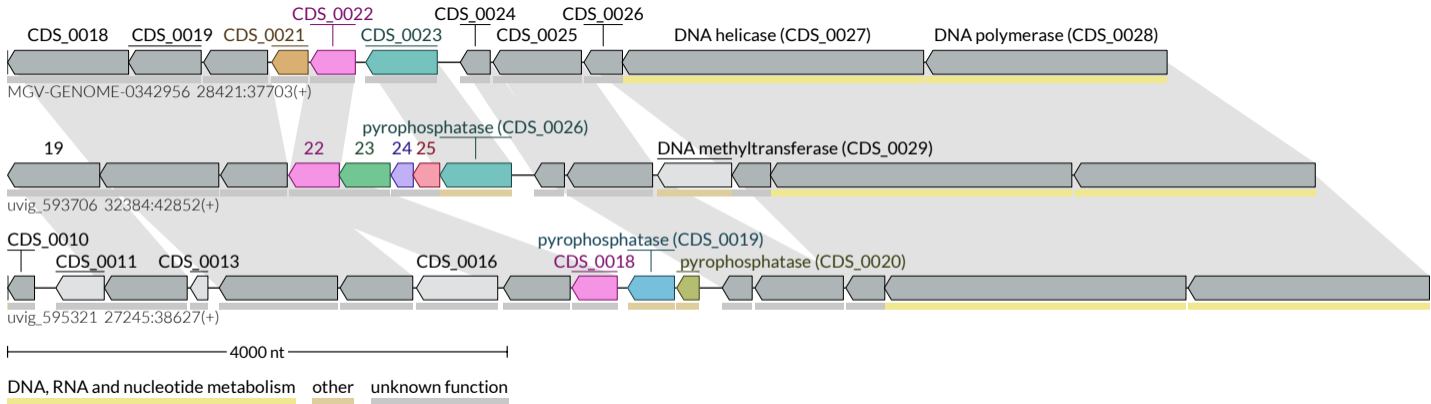 CDS_0022 CDS_0024 CDS_0026
CDS_0018 CDS_0019 CDS_0021 CDS_0023 CDS_0025 DNA helicase (CDS_0027) DNA polymerase (CDS_0028)
MGV-GENOME-0342956 28421:37703(+)
pyrophosphatase (CDS_0026)
19 22 23 24 25 DNA methyltransferase (CDS_0029)
uvig_593706 32384:42852(+)
CDS_0010 pyrophosphatase (CDS_0019)
CDS_0011 CDS_0013 CDS_0016 CDS_0018 pyrophosphatase (CDS_0020)
uvig_595321 27245:38627(+)
4000 nt
DNA, RNA and nucleotide metabolism other unknown function